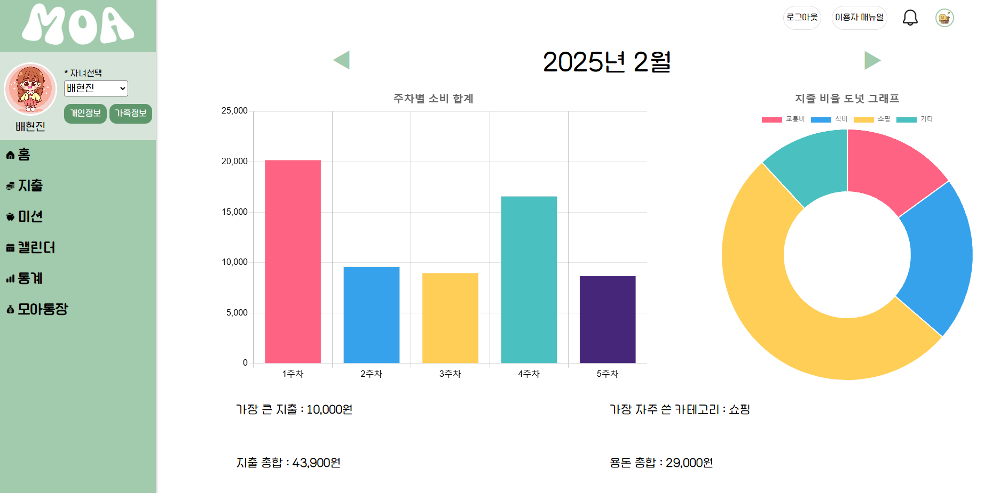 MOA
로그아웃
이용자 매뉴얼
* 자녀선택
배현진
개인정보
가족정보
배현진
홈
지출
미션
캘린더
통계
모아통장
2025년 2월
주차별 소비 합계
25,000
20,000
15,000
10,000
5,000
0
1주차
2주차
3주차
4주차
5주차
지출 비율 도넛 그래프
교통비
식비
쇼핑
기타
가장 큰 지출 : 10,000원
가장 자주 쓴 카테고리 : 쇼핑
지출 총합 : 43,900원
용돈 총합 : 29,000원